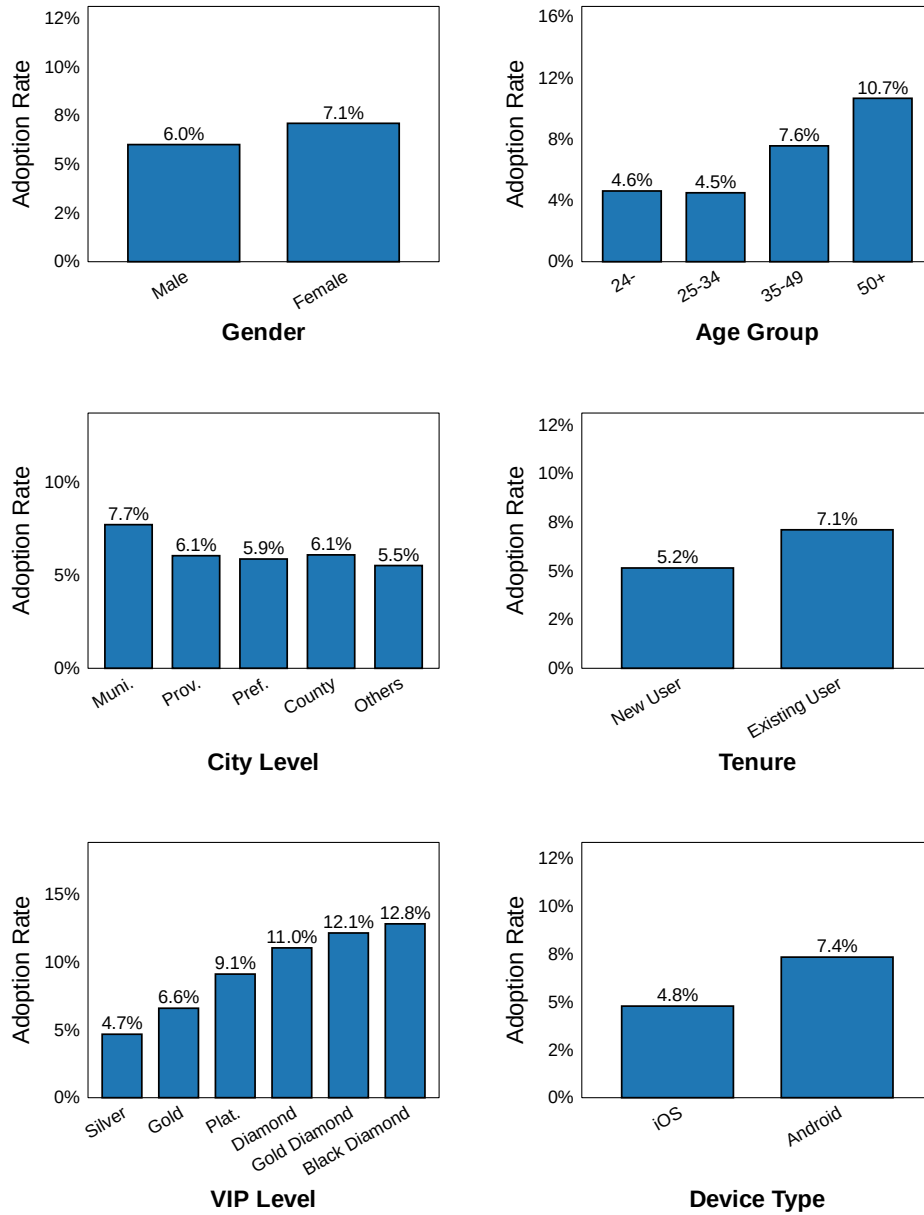 12%
10%
8%
5%
2%
0%
Adoption Rate
6.0%
7.1%
Male
Female
Gender
16%
12%
8%
4%
0%
Adoption Rate
4.6%
4.5%
7.6%
10.7%
24-
25-34
35-49
50+
Age Group
10%
5%
0%
Adoption Rate
7.7%
6.1%
5.9%
6.1%
5.5%
Muni.
Prov.
Pref.
County
Others
City Level
12%
10%
8%
5%
2%
0%
Adoption Rate
5.2%
7.1%
New User
Existing User
Tenure
15%
10%
5%
0%
Adoption Rate
4.7%
6.6%
9.1%
11.0%
12.1%
12.8%
Silver
Gold
Plat.
Diamond
Gold Diamond
Black Diamond
VIP Level
12%
10%
8%
5%
2%
0%
Adoption Rate
4.8%
7.4%
iOS
Android
Device Type